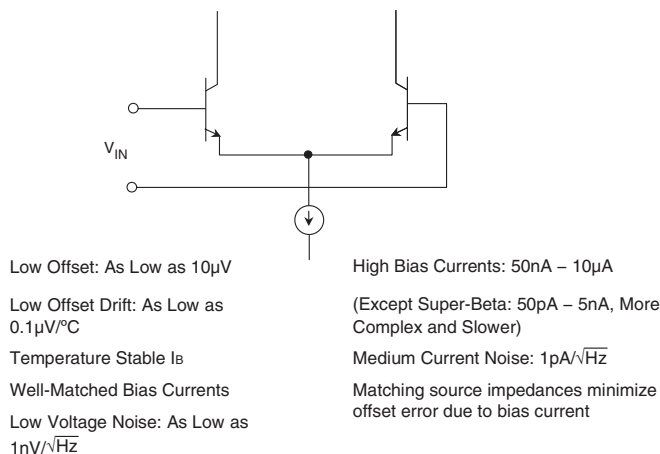 VIN
Low Offset: As Low as 10µV
Low Offset Drift: As Low as
0.1µV/ºC
Temperature Stable IB
Well-Matched Bias Currents
Low Voltage Noise: As Low as
1nV/√Hz
High Bias Currents: 50nA – 10µA
(Except Super-Beta: 50pA – 5nA, More
Complex and Slower)
Medium Current Noise: 1pA/√Hz
Matching source impedances minimize
offset error due to bias current